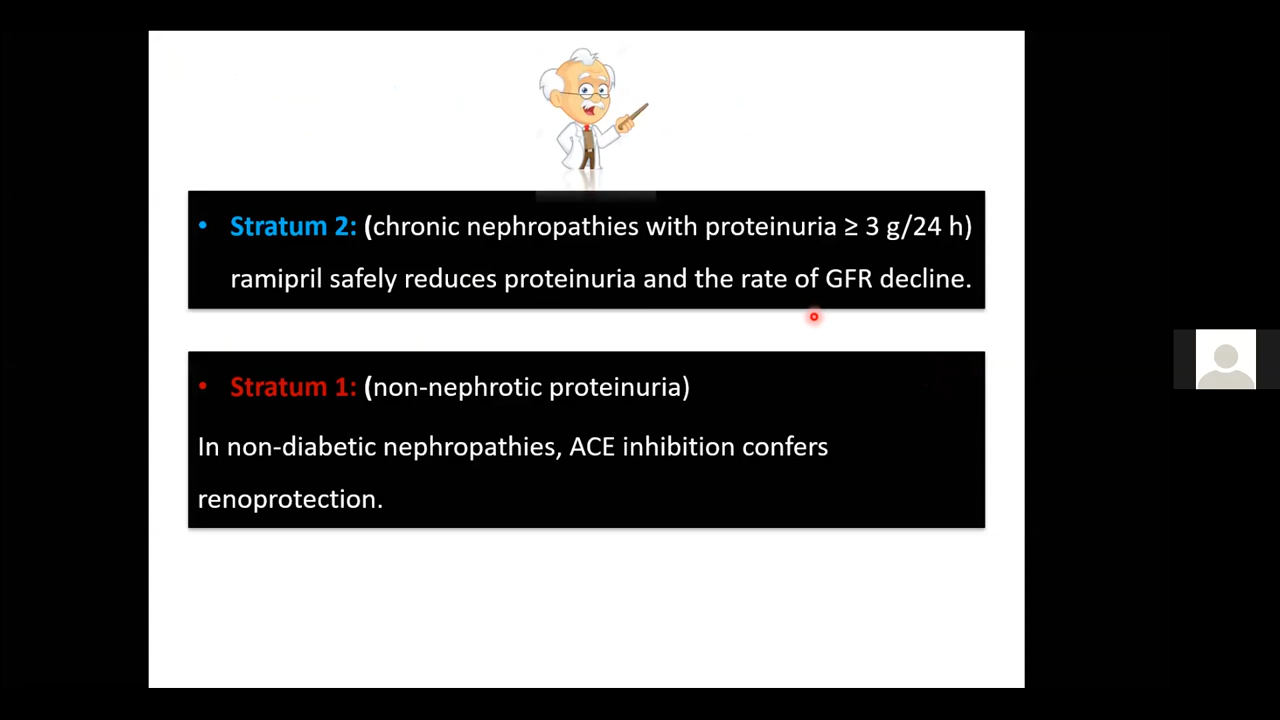 • Stratum 2: (chronic nephropathies with proteinuria ≥ 3 g/24 h)
ramipril safely reduces proteinuria and the rate of GFR decline.
• Stratum 1: (non-nephrotic proteinuria)
In non-diabetic nephropathies, ACE inhibition confers
renoprotection.